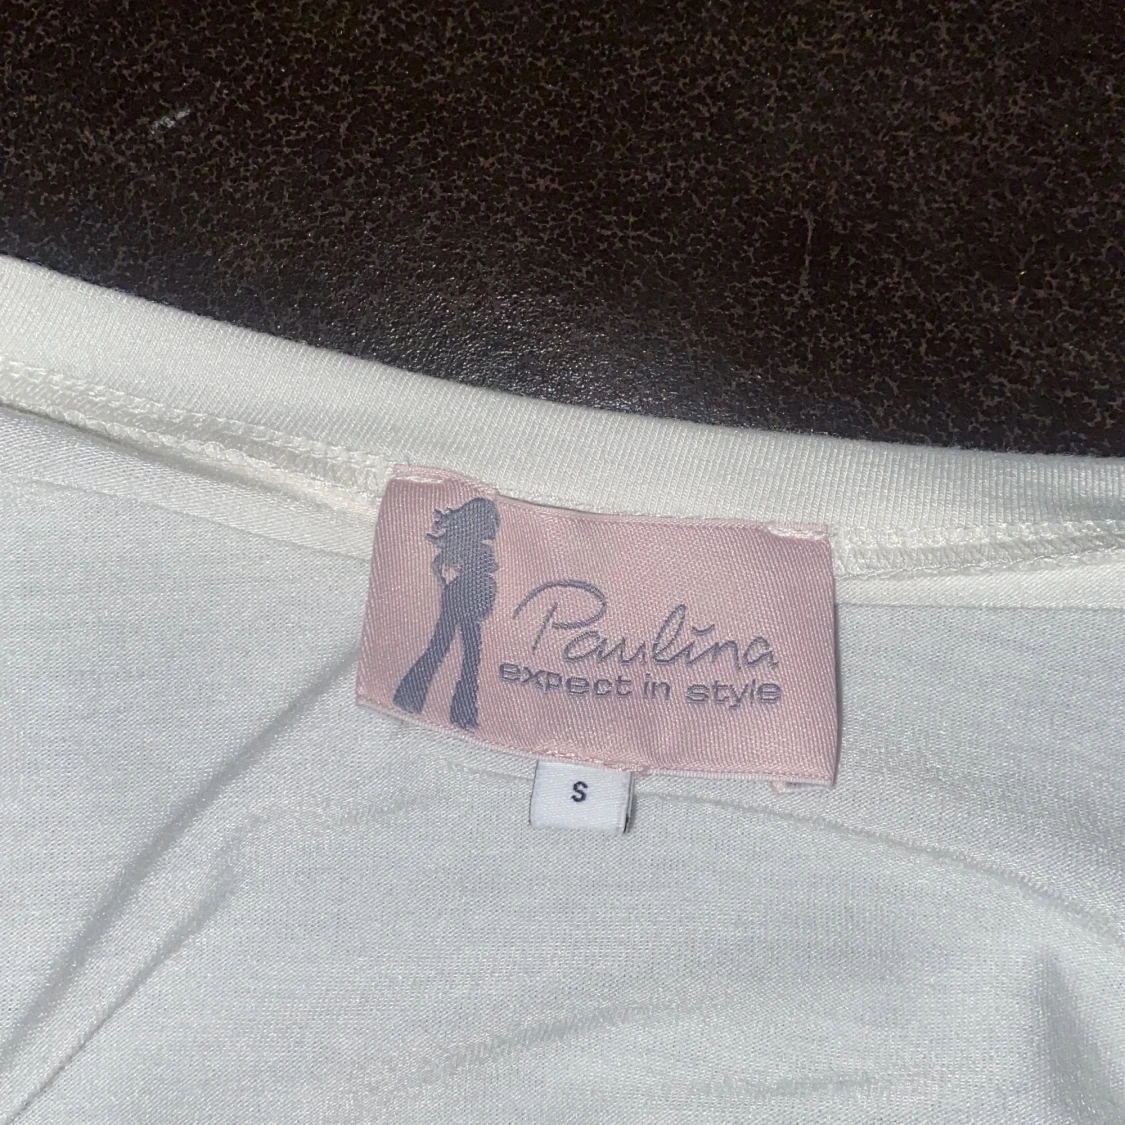 Paulina
expect in style
S